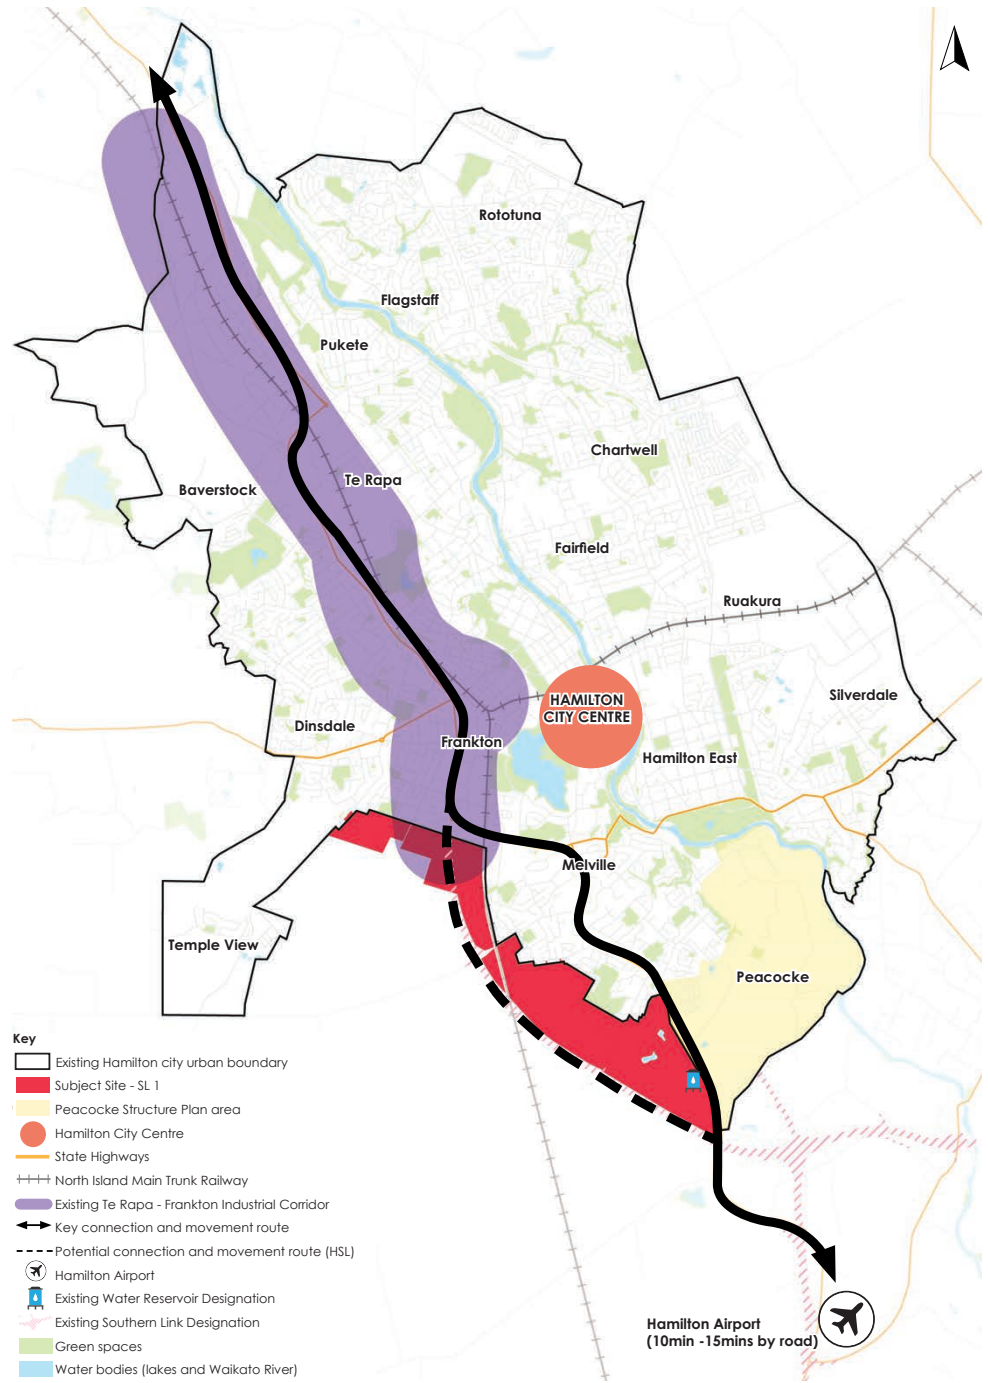 Rototuna
Flagstaff
Pukete
Chartwell
Te Rapa
Baverstock
Fairfield
Ruakura
Silverdale
HAMILTON
CITY CENTRE
Dinsdale
Frankton
Hamilton East
Melville
Temple View
Peacocke
Key
Existing Hamilton city urban boundary
Subject Site - SL 1
Peacocke Structure Plan area
Hamilton City Centre
State Highways
North Island Main Trunk Railway
Existing Te Rapa - Frankton Industrial Corridor
Key connection and movement route
Potential connection and movement route (HSL)
Hamilton Airport
Existing Water Reservoir Designation
Existing Southern Link Designation
Green spaces
Water bodies (lakes and Waikato River)
Hamilton Airport
(10min -15mins by road)